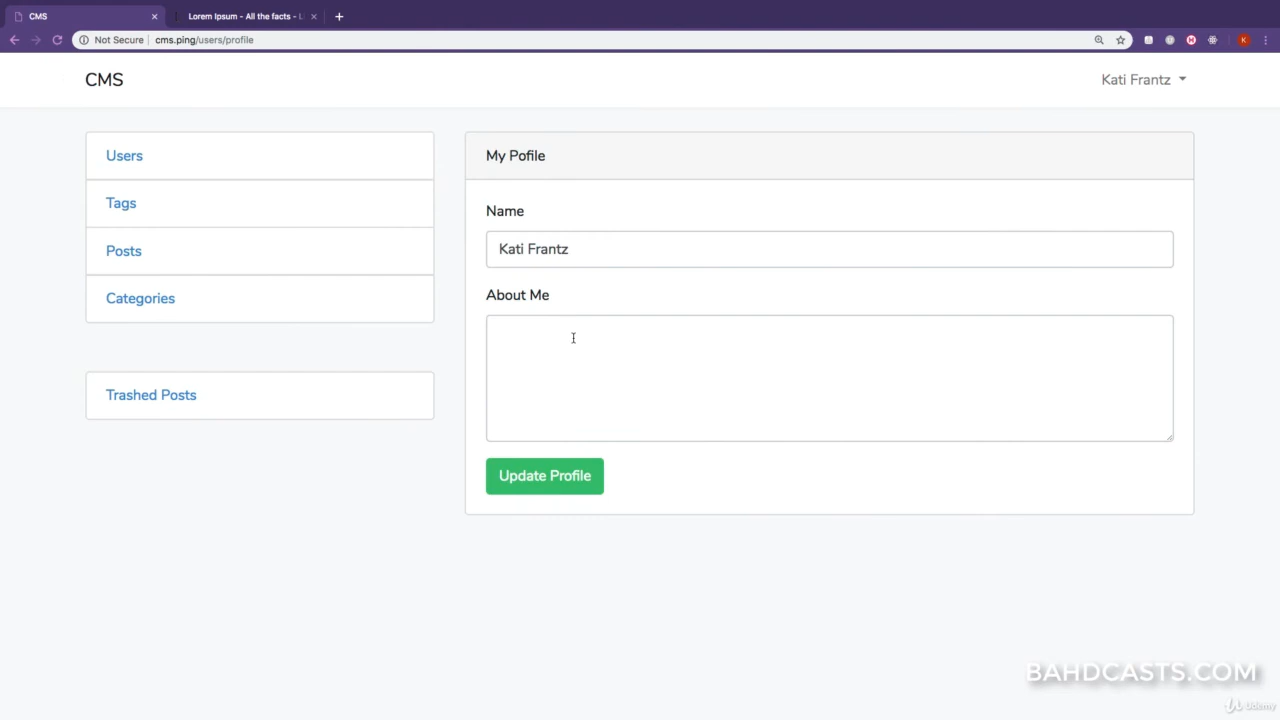 CMS
Lorem Ipsum - All the facts - L
Not Secure
cms.ping/users/profile
K
CMS
Kati Frantz
Users
Tags
Posts
Categories
Trashed Posts
My Pofile
Name
Kati Frantz
About Me
Update Profile
BAHDCASTS.COM
Udemy